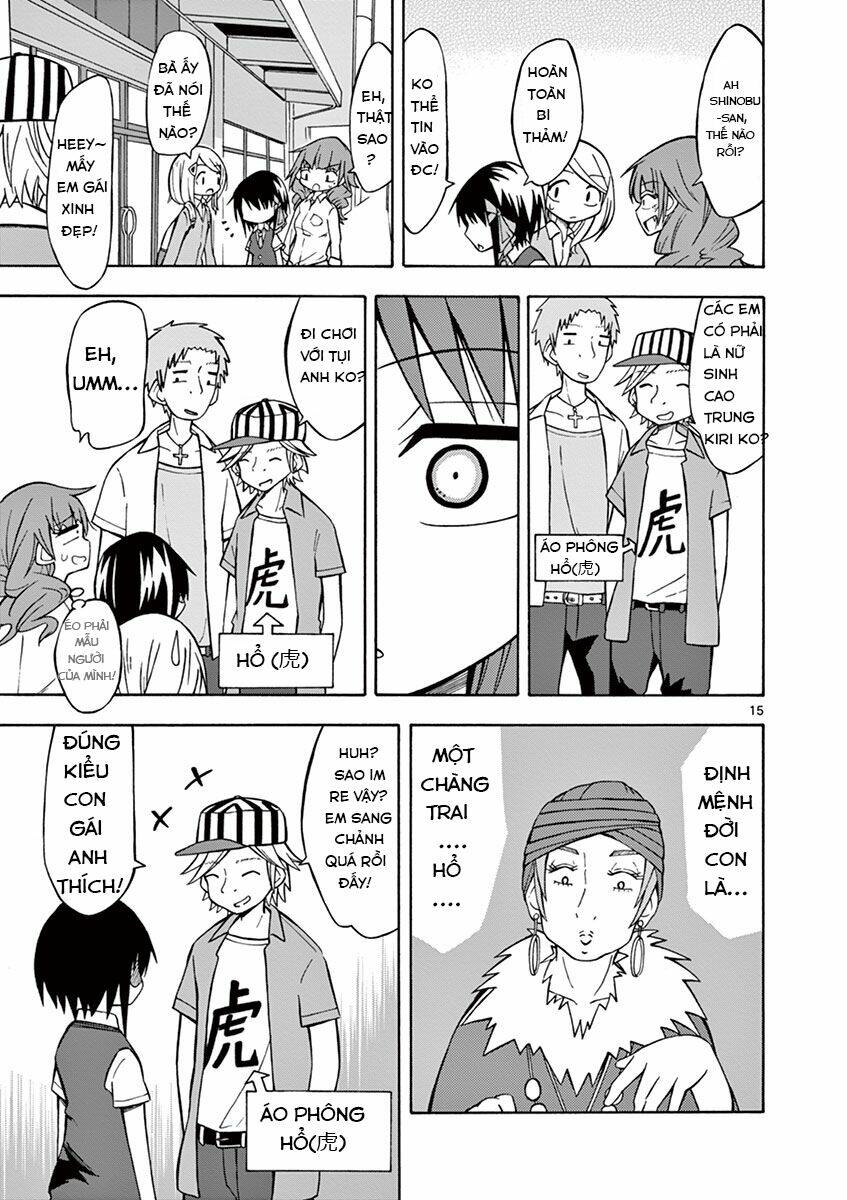 AH
SHINOBU
-SAN,
THẾ NÀO
RỒI?
HOÀN
TOÀN
BI
THẢM!
KO
THỂ
TIN
VÀO
ĐC!
EH,
THẬT
SAO
?
BÀ ẤY
ĐÃ NÓI
THẾ
NÀO?
HEEY~
MẤY
EM GÁI
XINH
ĐẸP!
CÁC EM
CÓ PHẢI
LÀ NỮ
SINH
CAO
TRUNG
KIRI KO?
虎
ÁO PHÔNG
HỔ(虎)
ĐI CHƠI
VỚI TỤI
ANH KO?
EH,
UMM...
虎
HỔ (虎)
ÉO PHẢI
MẪU
NGƯỜI
CỦA MÌNH!
15
ĐỊNH
MỆNH
ĐỜI
CON
LÀ...
MỘT
CHÀNG
TRAI
....
HỔ
....
HUH?
SAO IM
RE VẬY?
EM SANG
CHẢNH
QUÁ RỒI
ĐẤY!
ĐÚNG
KIỂU
CON
GÁI
ANH
THÍCH!
虎
ÁO PHÔNG
HỔ(虎)